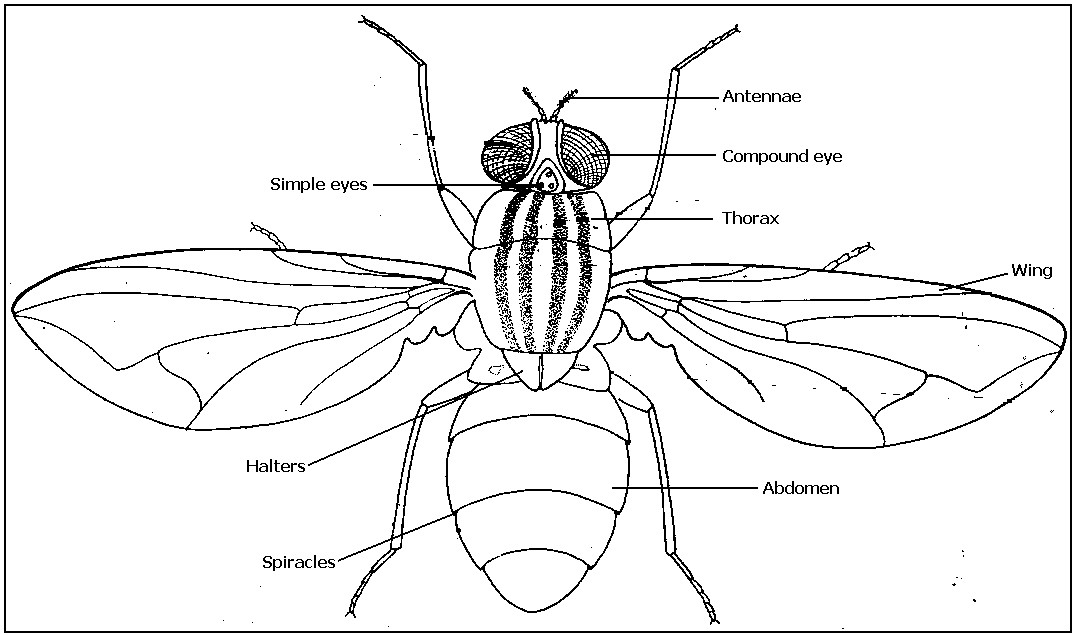 Antennae
Compound eye
Simple eyes
Thorax
Wing
Halters
Abdomen
Spiracles